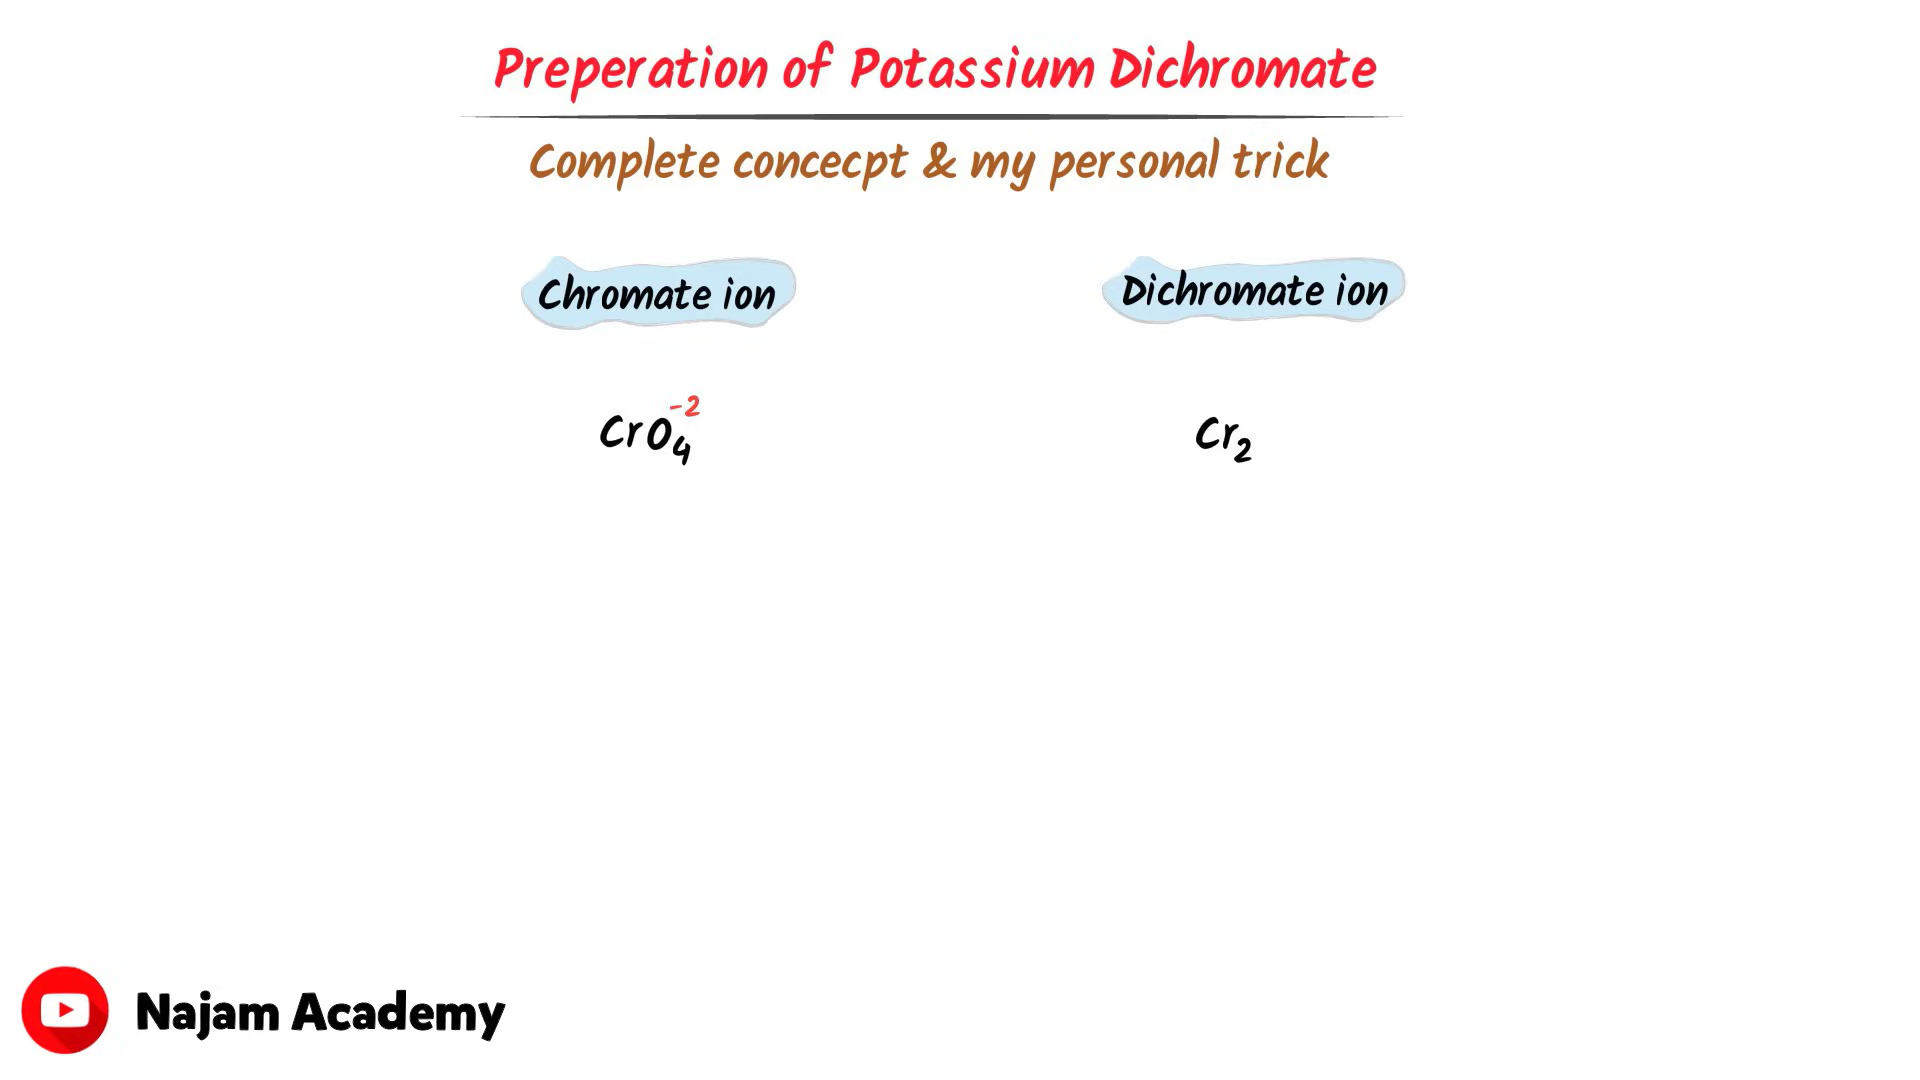 Preperation of Potassium Dichromate
Complete concecpt & my personal trick
Chromate ion
Dichromate ion
CrO₄⁻²
Cr₂
Najam Academy